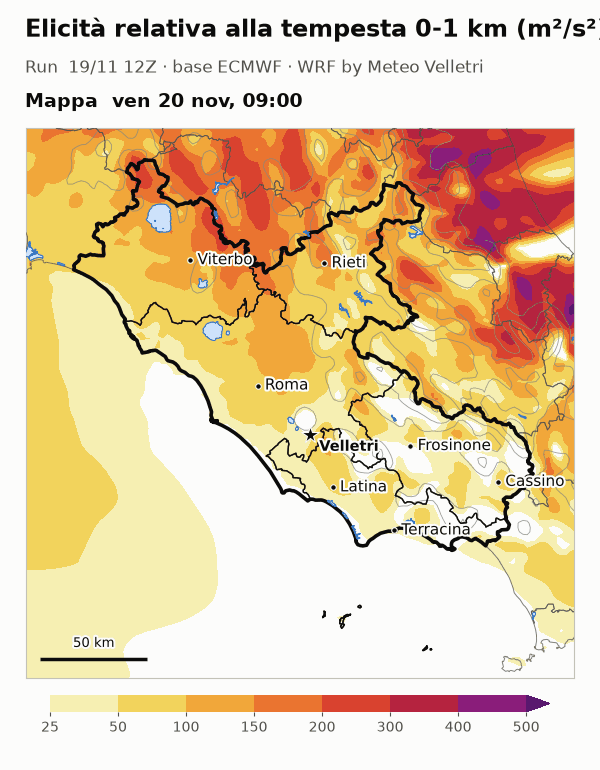 Elicità relativa alla tempesta 0-1 km (m²/s²)
Run 19/11 12Z · base ECMWF · WRF by Meteo Velletri
Mappa ven 20 nov, 09:00
Viterbo
Rieti
Roma
Velletri
Frosinone
Latina
Cassino
Terracina
50 km
25 50 100 150 200 300 400 500